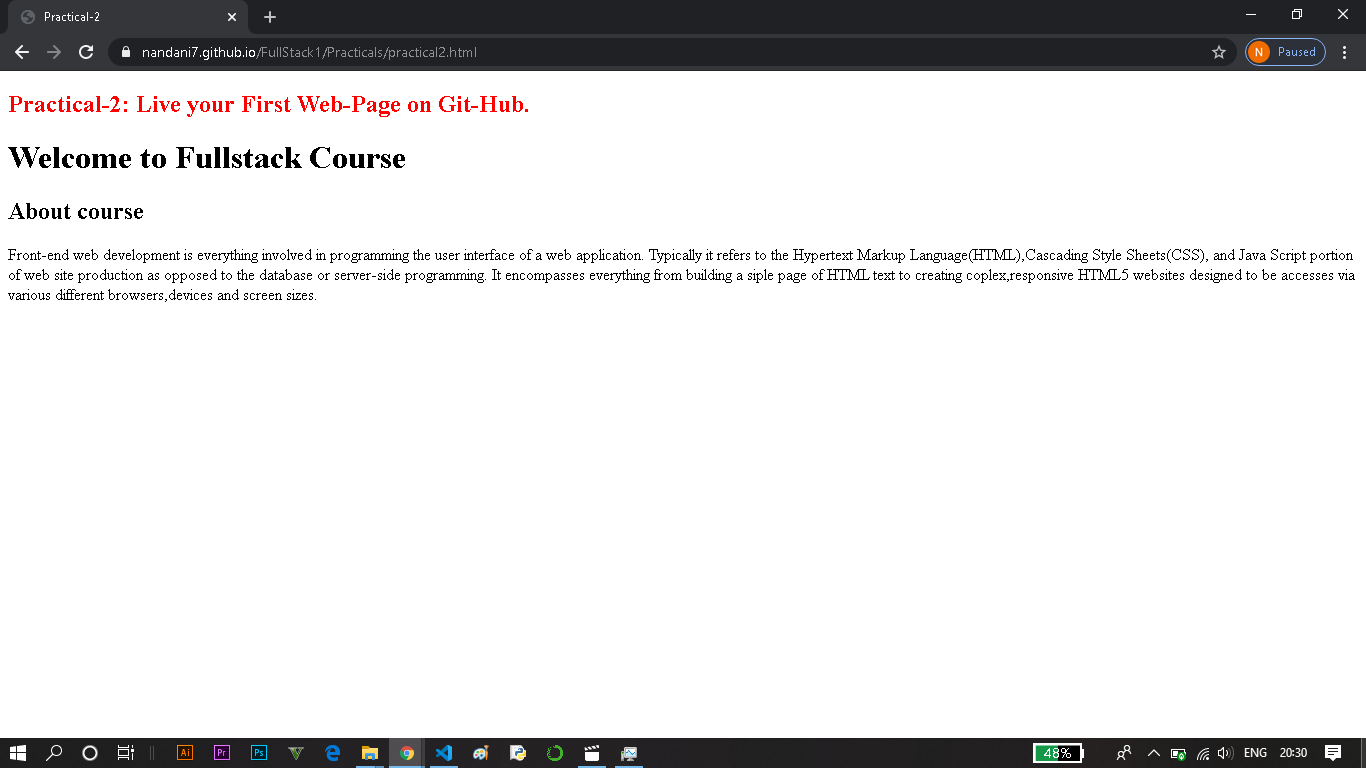 Practical-2
nandani7.github.io/FullStack1/Practicals/practical2.html
N Paused
Practical-2: Live your First Web-Page on Git-Hub.
Welcome to Fullstack Course
About course
Front-end web development is everything involved in programming the user interface of a web application. Typically it refers to the Hypertext Markup Language(HTML),Cascading Style Sheets(CSS), and Java Script portion
of web site production as opposed to the database or server-side programming. It encompasses everything from building a siple page of HTML text to creating coplex,responsive HTML5 websites designed to be accesses via
various different browsers,devices and screen sizes.
Ai Pr Ps 48% ENG 20:30